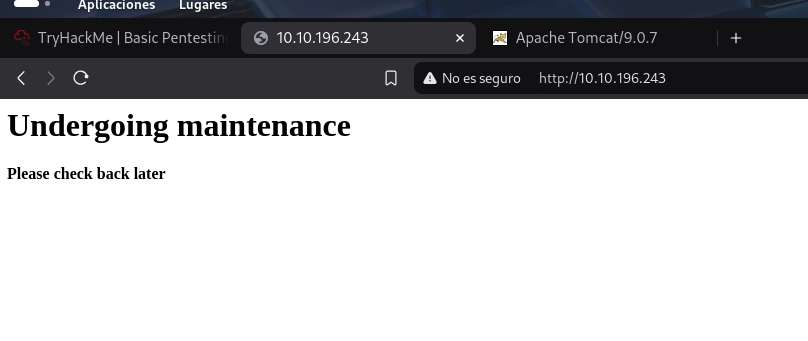 Aplicaciones Lugares
TryHackMe | Basic Pentesting 10.10.196.243 Apache Tomcat/9.0.7
No es seguro http://10.10.196.243
Undergoing maintenance
Please check back later